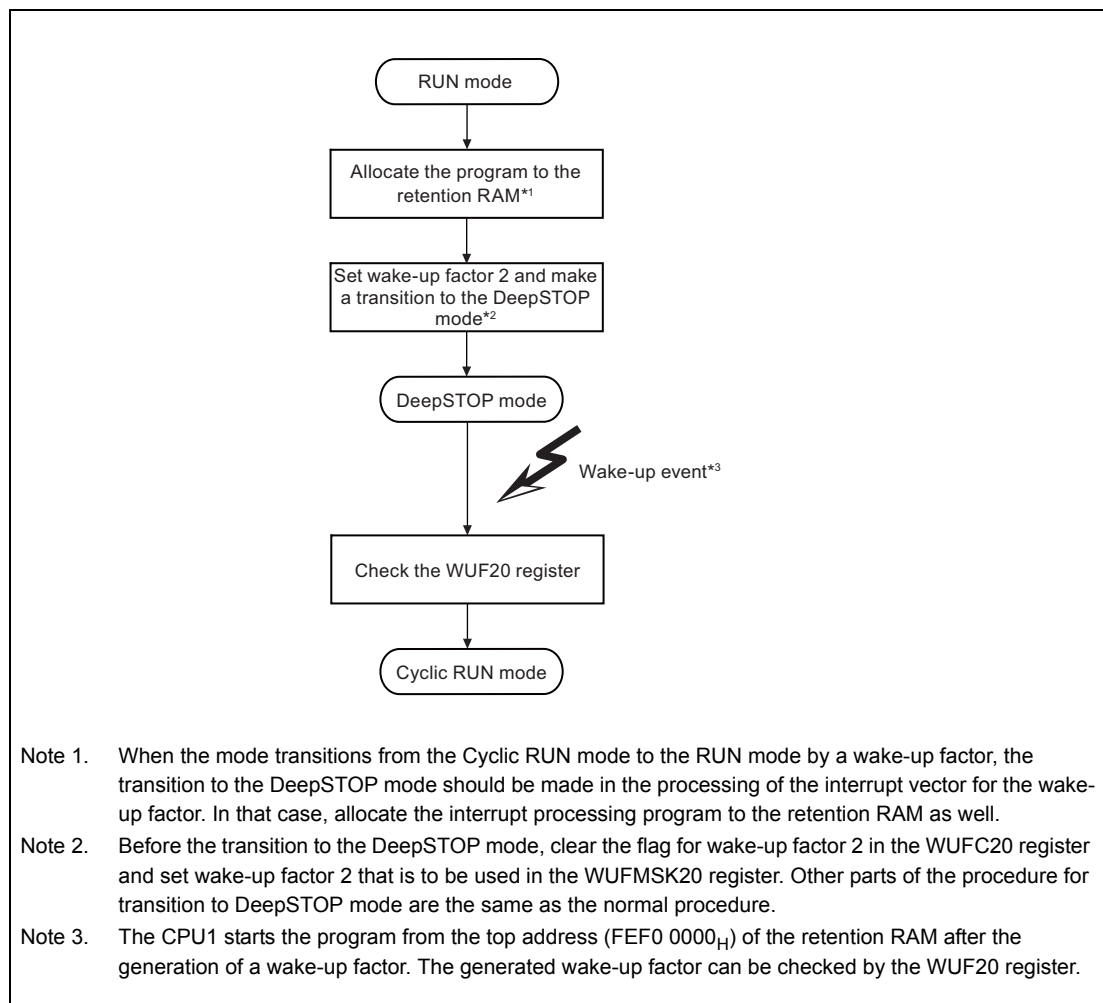 RUN mode
Allocate the program to the
retention RAM*1
Set wake-up factor 2 and make
a transition to the DeepSTOP
mode*2
DeepSTOP mode
Wake-up event*3
Check the WUF20 register
Cyclic RUN mode
Note 1. When the mode transitions from the Cyclic RUN mode to the RUN mode by a wake-up factor, the
transition to the DeepSTOP mode should be made in the processing of the interrupt vector for the wake-
up factor. In that case, allocate the interrupt processing program to the retention RAM as well.
Note 2. Before the transition to the DeepSTOP mode, clear the flag for wake-up factor 2 in the WUFC20 register
and set wake-up factor 2 that is to be used in the WUFMSK20 register. Other parts of the procedure for
transition to DeepSTOP mode are the same as the normal procedure.
Note 3. The CPU1 starts the program from the top address (FEF0 0000H) of the retention RAM after the
generation of a wake-up factor. The generated wake-up factor can be checked by the WUF20 register.